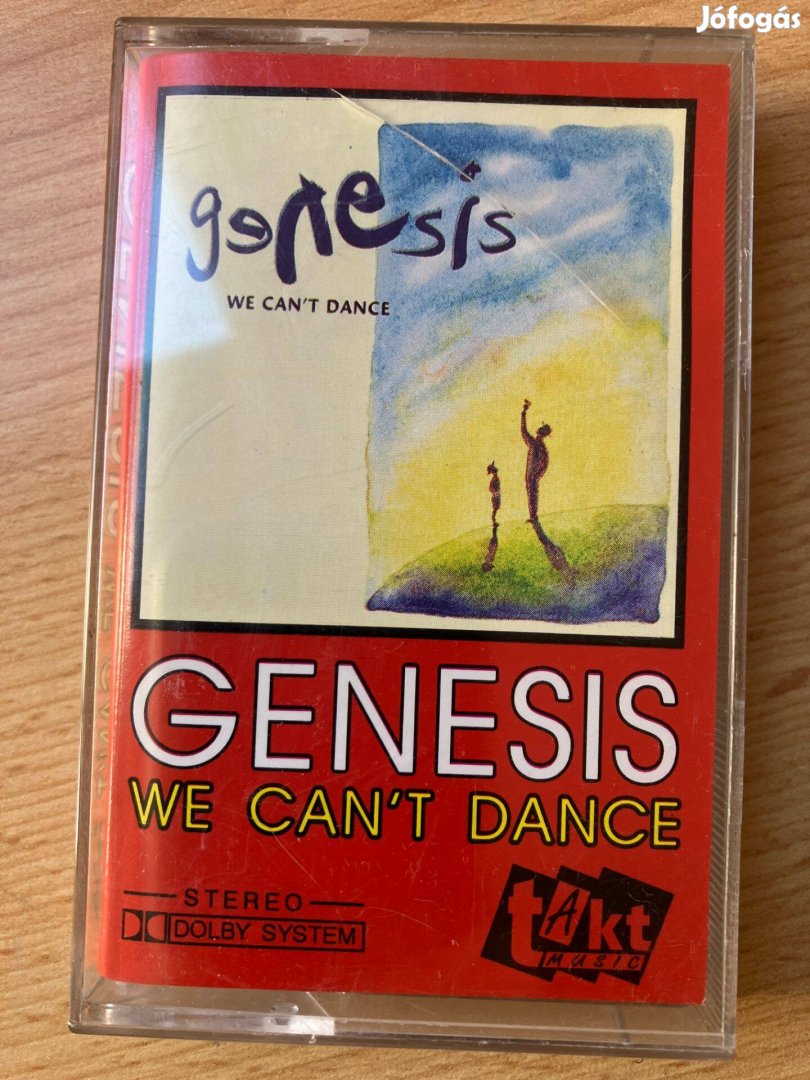 Jófogás
genesis
WE CAN'T DANCE
GENESIS
WE CAN'T DANCE
STEREO
DOLBY SYSTEM
takt
MUSIC